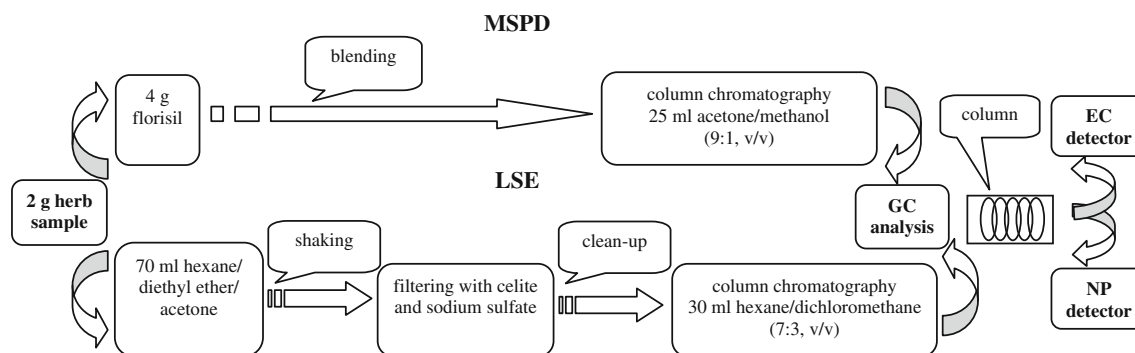 MSPD
blending
4 g
florisil
column chromatography
25 ml acetone/methanol
(9:1, v/v)
column
EC
detector
LSE
2 g herb
sample
GC
analysis
70 ml hexane/
diethyl ether/
acetone
shaking
filtering with celite
and sodium sulfate
clean-up
column chromatography
30 ml hexane/dichloromethane
(7:3, v/v)
NP
detector